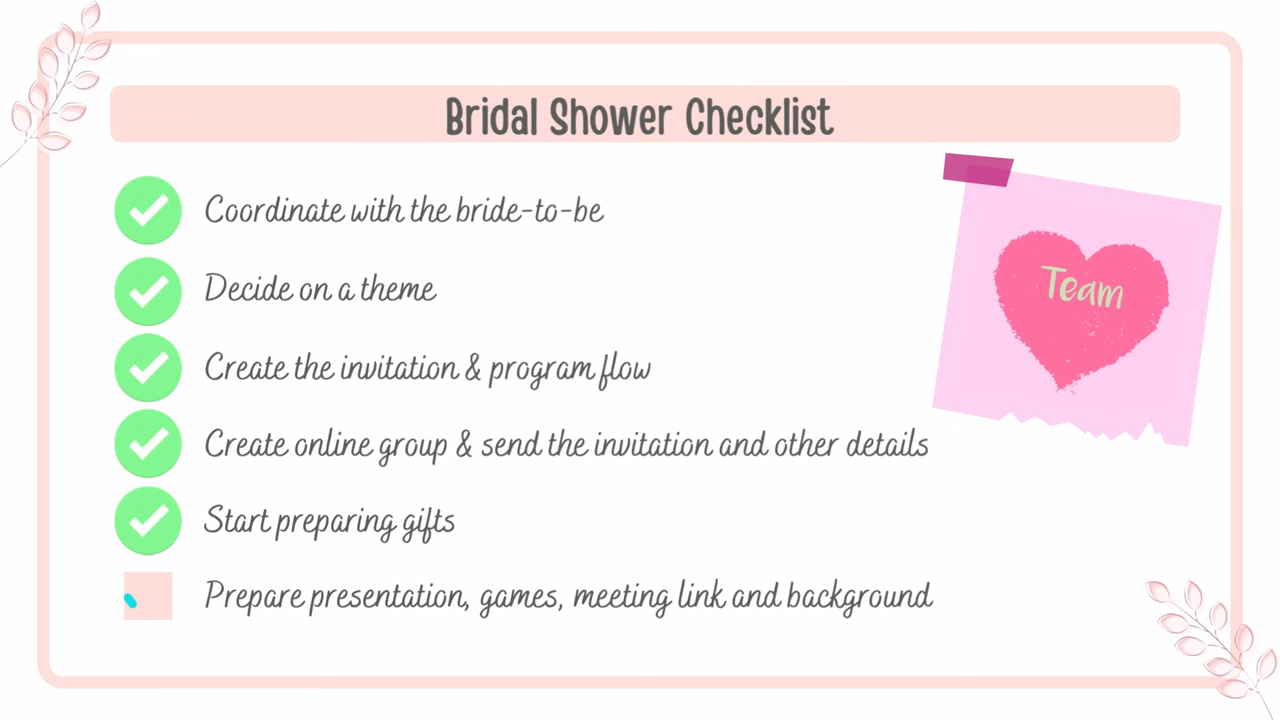 Bridal Shower Checklist
Coordinate with the bride-to-be
Decide on a theme
Team
Create the invitation & program flow
Create online group & send the invitation and other details
Start preparing gifts
Prepare presentation, games, meeting link and background